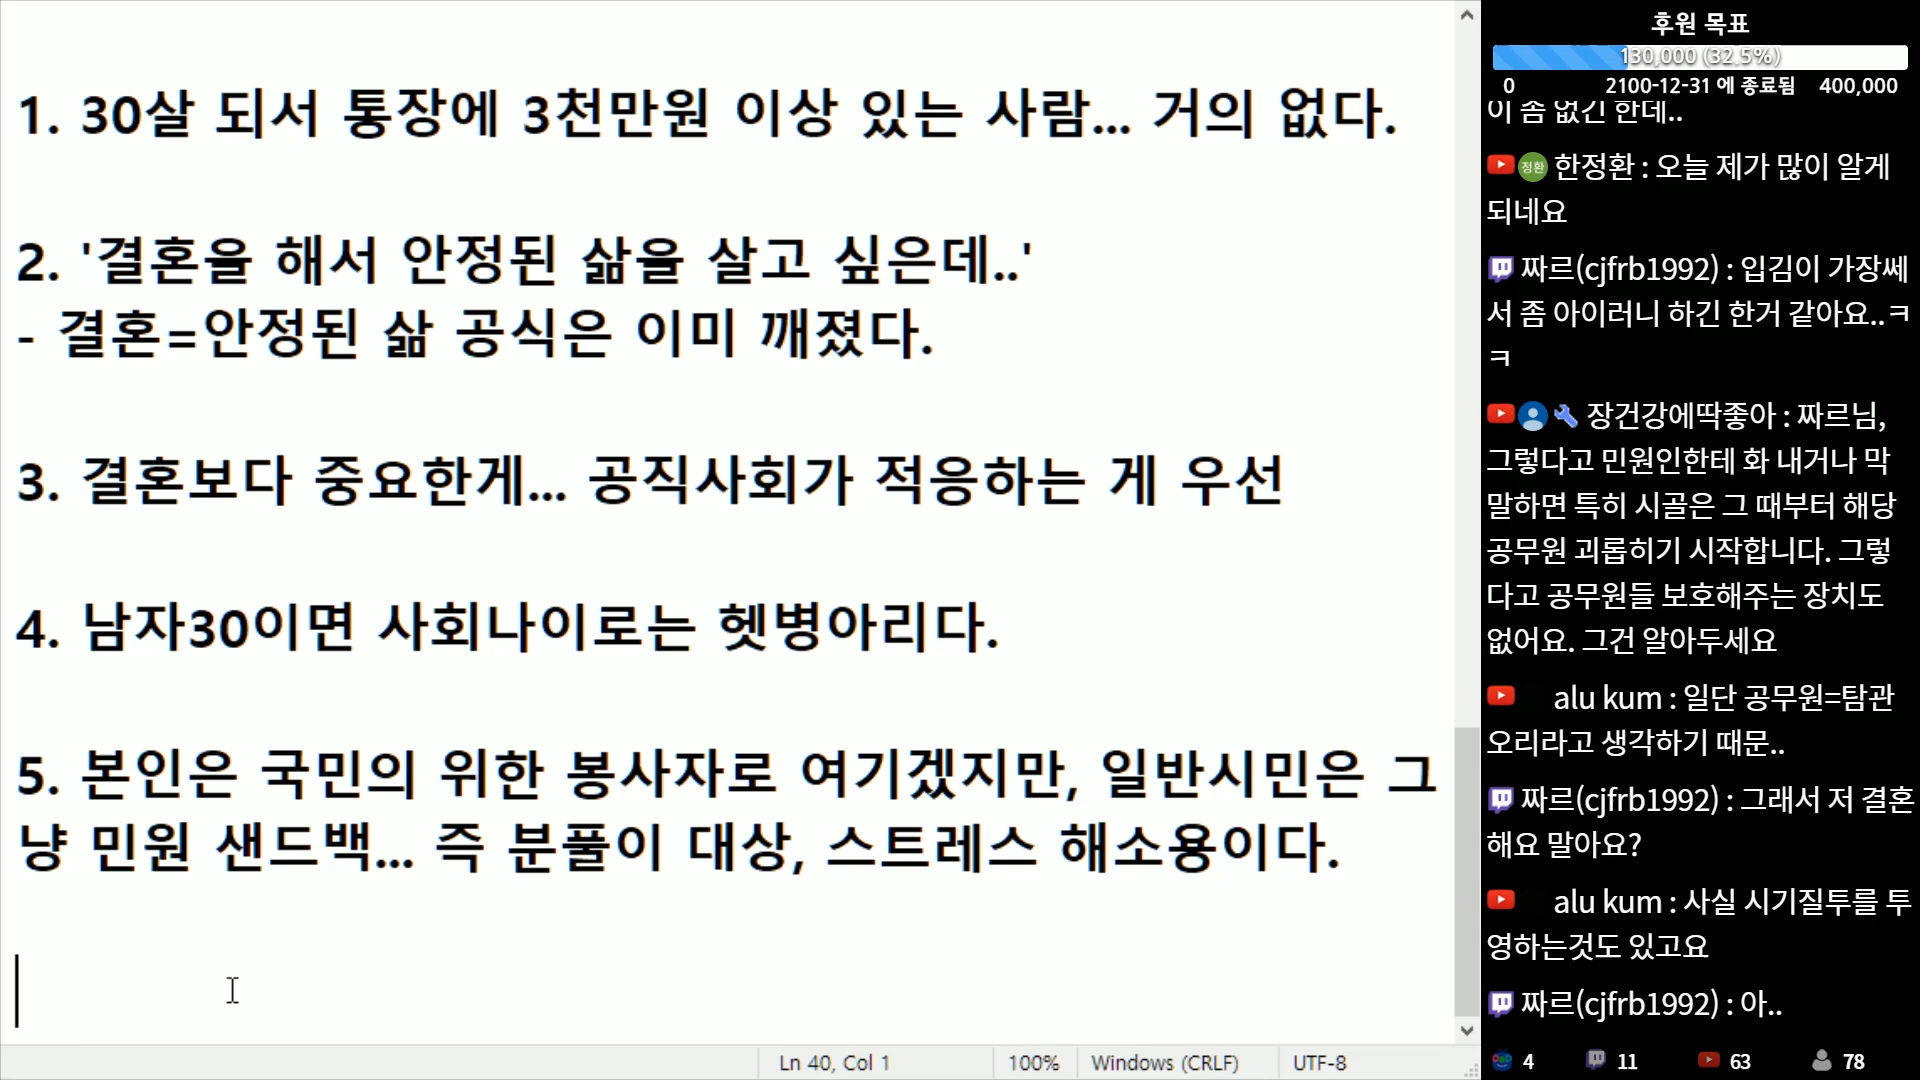 1. 30살 되서 통장에 3천만원 이상 있는 사람... 거의 없다.
2. '결혼을 해서 안정된 삶을 살고 싶은데..'
- 결혼=안정된 삶 공식은 이미 깨졌다.
3. 결혼보다 중요한게... 공직사회가 적응하는 게 우선
4. 남자30이면 사회나이로는 헷병아리다.
5. 본인은 국민의 위한 봉사자로 여기겠지만, 일반시민은 그
냥 민원 샌드백... 즉 분풀이 대상, 스트레스 해소용이다.
Ln 40, Col 1
100%
Windows (CRLF)
UTF-8
후원 목표
130,000 (32.5%)
0 2100-12-31 에 종료됨 400,000
이 좀 없긴 한데..
정환 한정환 : 오늘 제가 많이 알게
되네요
짜르(cjfrb1992) : 입김이 가장쎄
서 좀 아이러니 하긴 한거 같아요..ㅋ
ㅋ
장건강에딱좋아 : 짜르님,
그렇다고 민원인한테 화 내거나 막
말하면 특히 시골은 그 때부터 해당
공무원 괴롭히기 시작합니다. 그렇
다고 공무원들 보호해주는 장치도
없어요. 그건 알아두세요
alu kum : 일단 공무원=탐관
오리라고 생각하기 때문..
짜르(cjfrb1992) : 그래서 저 결혼
해요 말아요?
alu kum : 사실 시기질투를 투
영하는것도 있고요
짜르(cjfrb1992) : 아..
4 11 63 78